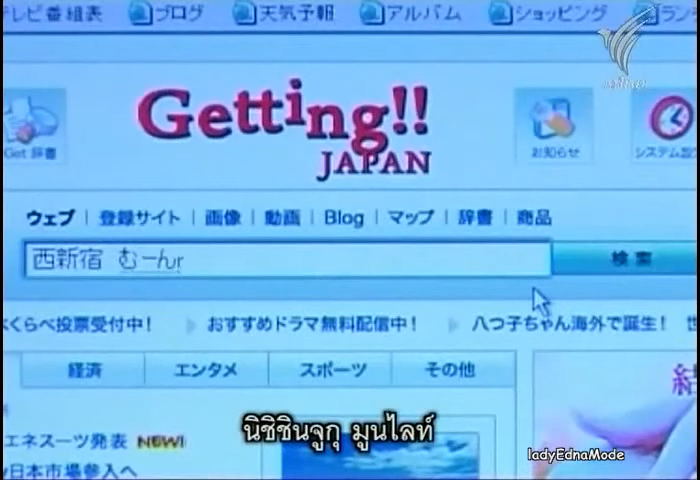 テレビ番組表 ブログ 天気予報 アルバム ショッピング ラン
Getting!!
JAPAN
Get 辞書 お知らせ システム設
ウェブ | 登録サイト | 画像 | 動画 | Blog | マップ | 辞書 | 商品
西新宿 むーんr 検索
くらべ投票受付中! おすすめドラマ無料配信中! 八つ子ちゃん海外で誕生! 世
経済 エンタメ スポーツ その他
結
エネスーツ発表 NEW!
日本市場参入へ
นิชิชินจูกุ มูนไลท์
ladyEdnaMode